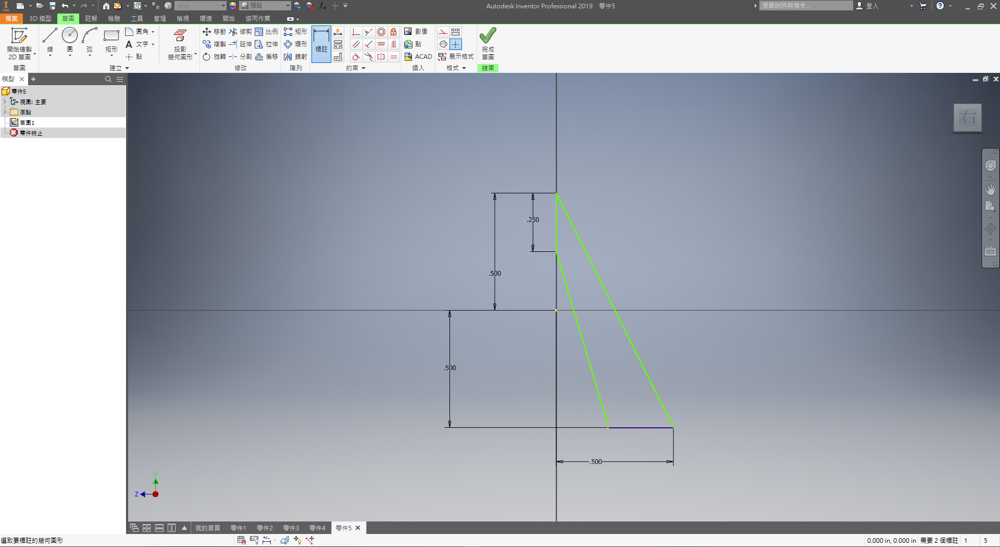 PRO
材料
預設
Autodesk Inventor Professional 2019 零件5
搜尋說明與指令...
登入
檔案 3D 模型 草圖 註解 檢驗 工具 管理 檢視 環境 開始 協同作業
開始繪製
2D 草圖
線
圓
弧
矩形
圓角
文字
點
投影
幾何圖形
移動 修剪 比例
複製 延伸 拉伸
旋轉 分割 偏移
矩形
環形
鏡射
標註
影像
點
ACAD
展示格式
完成
草圖
草圖 建立 修改 陣列 約束 插入 格式 結束
模型
零件5
視圖: 主要
原點
草圖1
零件終止
右
.250
.500
.500
.500
Y
Z
我的首頁 零件1 零件2 零件3 零件4 零件5
選取要標註的幾何圖形
0.000 in, 0.000 in 需要 2 個標註 1 5